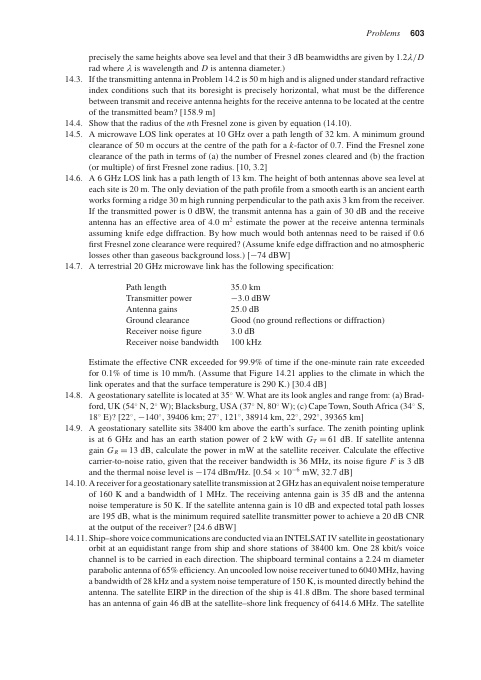 Problems 603
precisely the same heights above sea level and that their 3 dB beamwidths are given by 1.2λ/D
rad where λ is wavelength and D is antenna diameter.)
14.3. If the transmitting antenna in Problem 14.2 is 50 m high and is aligned under standard refractive
index conditions such that its boresight is precisely horizontal, what must be the difference
between transmit and receive antenna heights for the receive antenna to be located at the centre
of the transmitted beam? [158.9 m]
14.4. Show that the radius of the nth Fresnel zone is given by equation (14.10).
14.5. A microwave LOS link operates at 10 GHz over a path length of 32 km. A minimum ground
clearance of 50 m occurs at the centre of the path for a k-factor of 0.7. Find the Fresnel zone
clearance of the path in terms of (a) the number of Fresnel zones cleared and (b) the fraction
(or multiple) of first Fresnel zone radius. [10, 3.2]
14.6. A 6 GHz LOS link has a path length of 13 km. The height of both antennas above sea level at
each site is 20 m. The only deviation of the path profile from a smooth earth is an ancient earth
works forming a ridge 30 m high running perpendicular to the path axis 3 km from the receiver.
If the transmitted power is 0 dBW, the transmit antenna has a gain of 30 dB and the receive
antenna has an effective area of 4.0 m² estimate the power at the receive antenna terminals
assuming knife edge diffraction. By how much would both antennas need to be raised if 0.6
first Fresnel zone clearance were required? (Assume knife edge diffraction and no atmospheric
losses other than gaseous background loss.) [−74 dBW]
14.7. A terrestrial 20 GHz microwave link has the following specification:
Path length 35.0 km
Transmitter power −3.0 dBW
Antenna gains 25.0 dB
Ground clearance Good (no ground reflections or diffraction)
Receiver noise figure 3.0 dB
Receiver noise bandwidth 100 kHz
Estimate the effective CNR exceeded for 99.9% of time if the one-minute rain rate exceeded
for 0.1% of time is 10 mm/h. (Assume that Figure 14.21 applies to the climate in which the
link operates and that the surface temperature is 290 K.) [30.4 dB]
14.8. A geostationary satellite is located at 35° W. What are its look angles and range from: (a) Brad-
ford, UK (54° N, 2° W); Blacksburg, USA (37° N, 80° W); (c) Cape Town, South Africa (34° S,
18° E)? [22°, −140°, 39406 km; 27°, 121°, 38914 km, 22°, 292°, 39365 km]
14.9. A geostationary satellite sits 38400 km above the earth's surface. The zenith pointing uplink
is at 6 GHz and has an earth station power of 2 kW with G_T = 61 dB. If satellite antenna
gain G_R = 13 dB, calculate the power in mW at the satellite receiver. Calculate the effective
carrier-to-noise ratio, given that the receiver bandwidth is 36 MHz, its noise figure F is 3 dB
and the thermal noise level is −174 dBm/Hz. [0.54 × 10⁻⁶ mW, 32.7 dB]
14.10. A receiver for a geostationary satellite transmission at 2 GHz has an equivalent noise temperature
of 160 K and a bandwidth of 1 MHz. The receiving antenna gain is 35 dB and the antenna
noise temperature is 50 K. If the satellite antenna gain is 10 dB and expected total path losses
are 195 dB, what is the minimum required satellite transmitter power to achieve a 20 dB CNR
at the output of the receiver? [24.6 dBW]
14.11. Ship–shore voice communications are conducted via an INTELSAT IV satellite in geostationary
orbit at an equidistant range from ship and shore stations of 38400 km. One 28 kbit/s voice
channel is to be carried in each direction. The shipboard terminal contains a 2.24 m diameter
parabolic antenna of 65% efficiency. An uncooled low noise receiver tuned to 6040 MHz, having
a bandwidth of 28 kHz and a system noise temperature of 150 K, is mounted directly behind the
antenna. The satellite EIRP in the direction of the ship is 41.8 dBm. The shore based terminal
has an antenna of gain 46 dB at the satellite–shore link frequency of 6414.6 MHz. The satellite